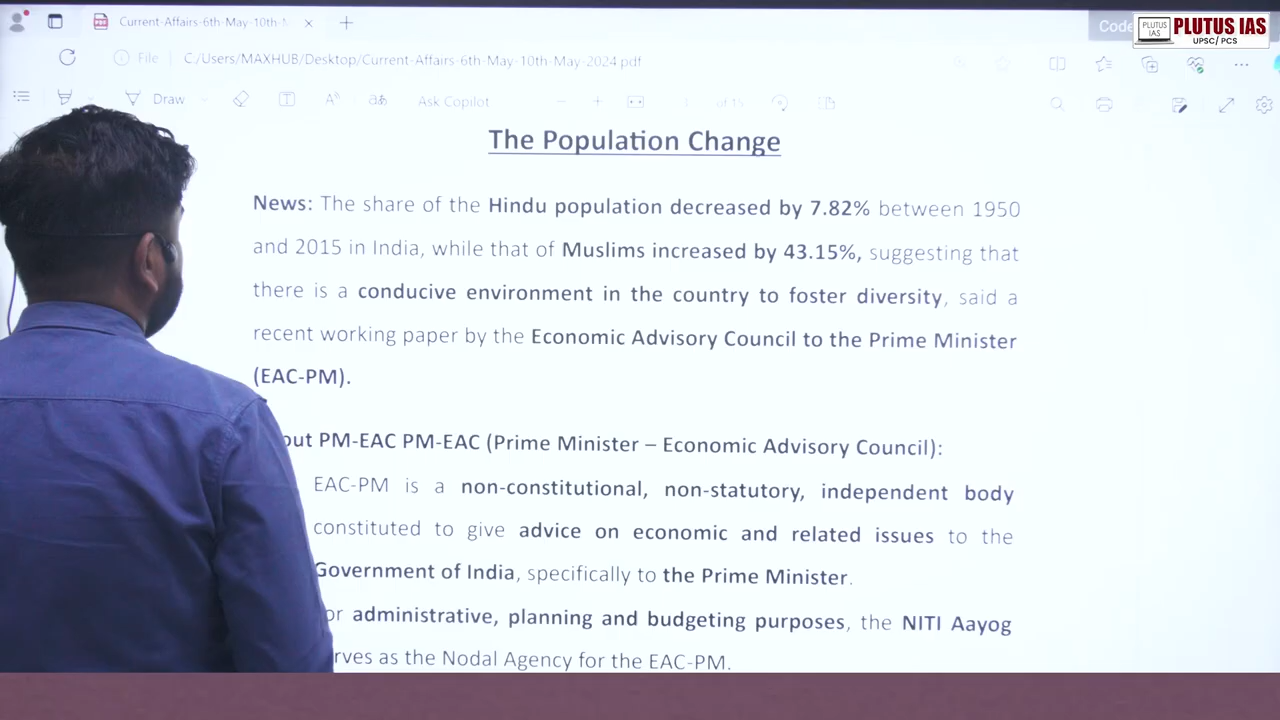 Current-Affairs-6th-May-10th-M
Code
PLUTUS IAS
PLUTUS IAS
UPSC/ PCS
File C:/Users/MAXHUB/Desktop/Current-Affairs-6th-May-10th-May-2024.pdf
Draw
Ask Copilot
The Population Change
News: The share of the Hindu population decreased by 7.82% between 1950
and 2015 in India, while that of Muslims increased by 43.15%, suggesting that
there is a conducive environment in the country to foster diversity, said a
recent working paper by the Economic Advisory Council to the Prime Minister
(EAC-PM).
out PM-EAC PM-EAC (Prime Minister – Economic Advisory Council):
EAC-PM is a non-constitutional, non-statutory, independent body
constituted to give advice on economic and related issues to the
Government of India, specifically to the Prime Minister.
or administrative, planning and budgeting purposes, the NITI Aayog
rves as the Nodal Agency for the EAC-PM.